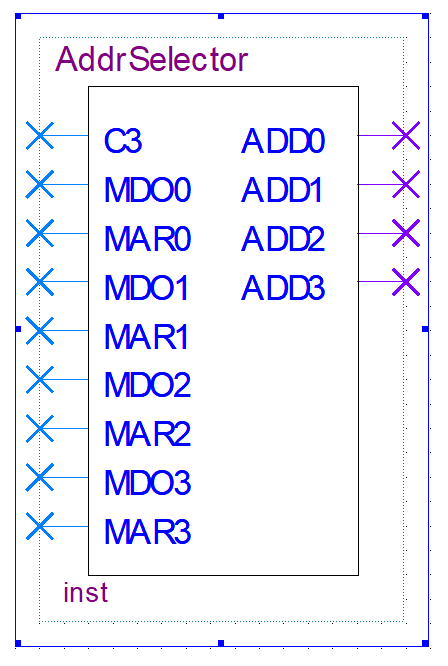 AddrSelector
C3 ADD0
MDO0 ADD1
MAR0 ADD2
MDO1 ADD3
MAR1
MDO2
MAR2
MDO3
MAR3
inst